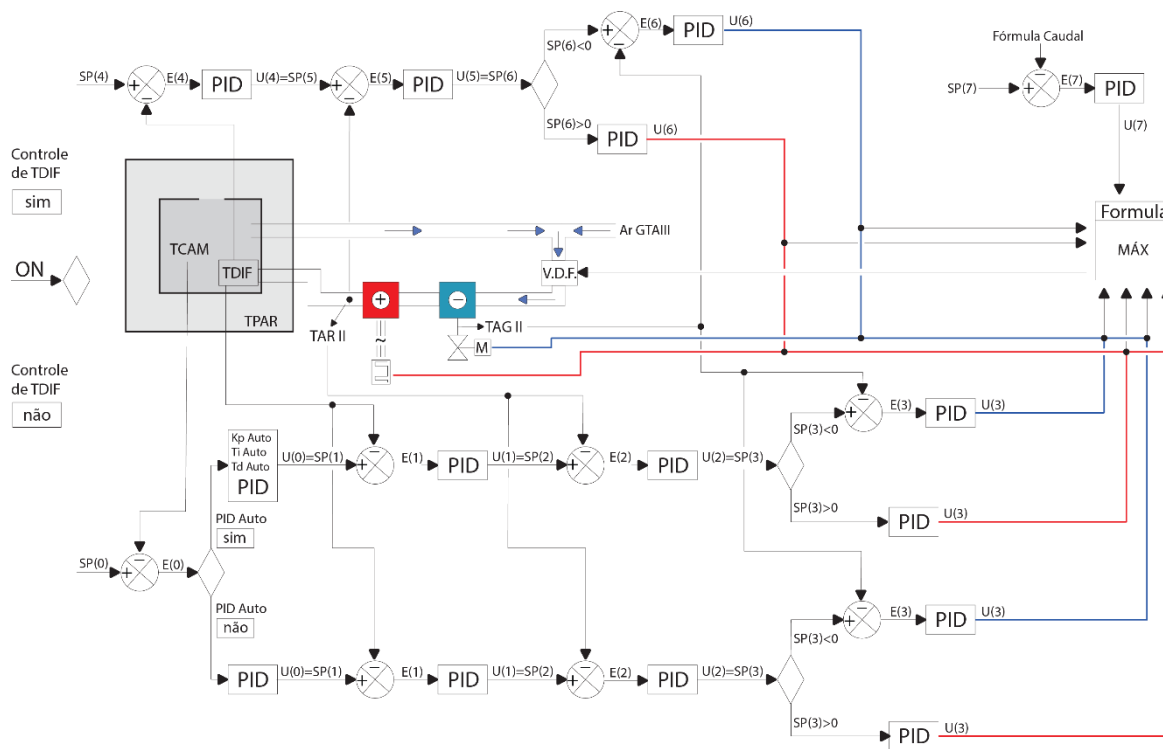 SP(4)
+
−
E(4)
PID
U(4)=SP(5)
+
−
E(5)
PID
U(5)=SP(6)
SP(6)<0
+
−
E(6)
PID
U(6)
SP(6)>0
PID
U(6)
Fórmula Caudal
SP(7)
+
−
E(7)
PID
U(7)
Formula
MÁX
Controle
de TDIF
sim
ON
Controle
de TDIF
não
TCAM
TDIF
TPAR
Ar GTAIII
V.D.F.
+
−
TAR II
TAG II
~
M
Kp Auto
Ti Auto
Td Auto
PID
U(0)=SP(1)
+
−
E(1)
PID
U(1)=SP(2)
+
−
E(2)
PID
U(2)=SP(3)
SP(3)<0
+
−
E(3)
PID
U(3)
SP(3)>0
PID
U(3)
PID Auto
sim
SP(0)
+
−
E(0)
PID Auto
não
PID
U(0)=SP(1)
+
−
E(1)
PID
U(1)=SP(2)
+
−
E(2)
PID
U(2)=SP(3)
SP(3)<0
+
−
E(3)
PID
U(3)
SP(3)>0
PID
U(3)